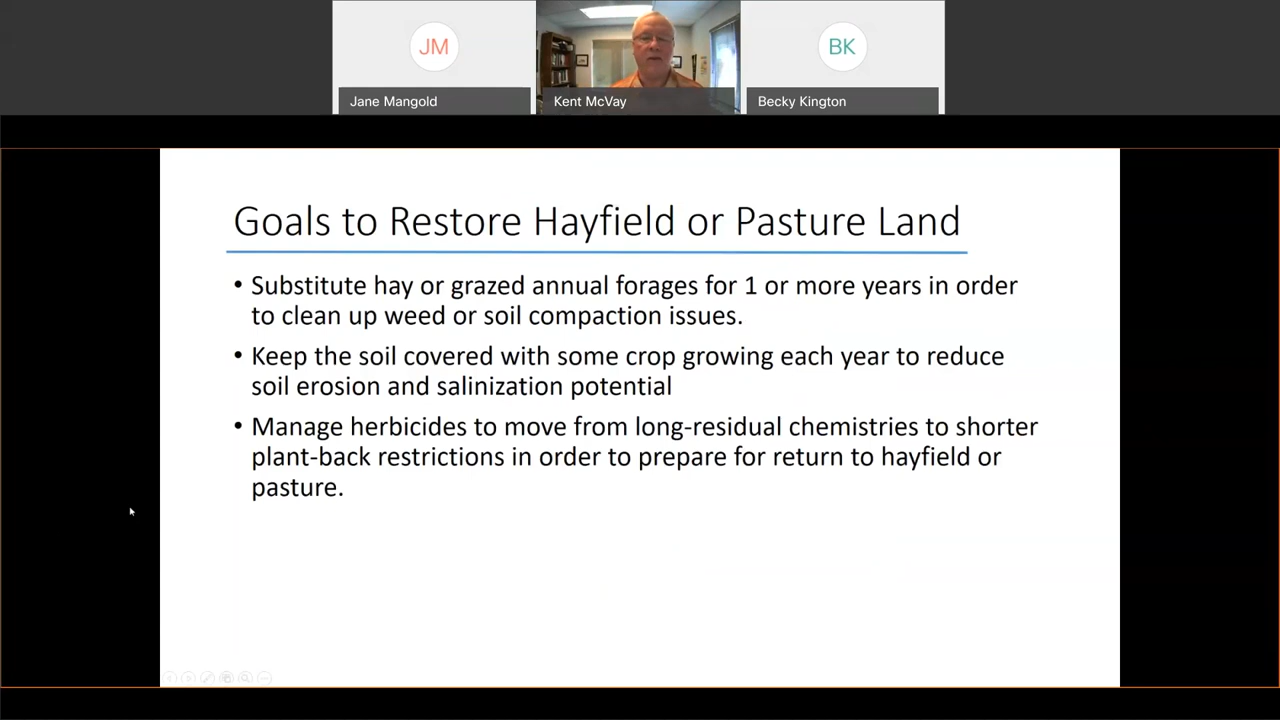 JM
BK
Jane Mangold
Kent McVay
Becky Kington
Goals to Restore Hayfield or Pasture Land
• Substitute hay or grazed annual forages for 1 or more years in order
to clean up weed or soil compaction issues.
• Keep the soil covered with some crop growing each year to reduce
soil erosion and salinization potential
• Manage herbicides to move from long-residual chemistries to shorter
plant-back restrictions in order to prepare for return to hayfield or
pasture.